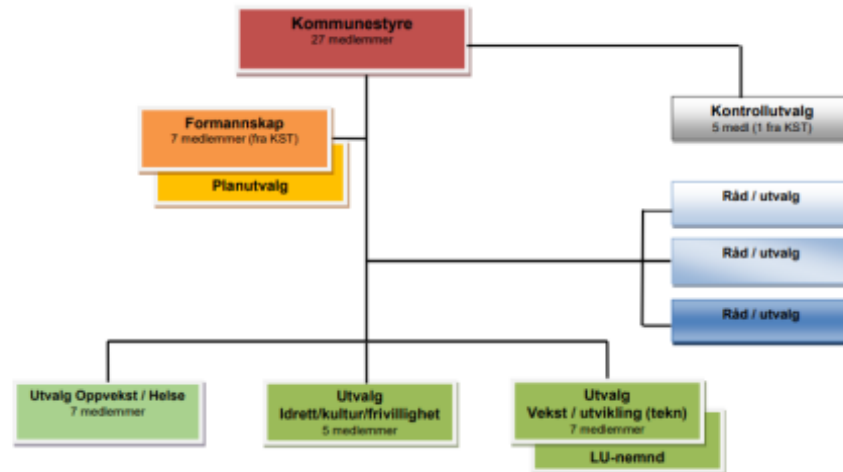 Kommunestyre
27 medlemmer
Formannskap
7 medlemmer (fra KST)
Planutvalg
Kontrollutvalg
5 medl (1 fra KST)
Råd / utvalg
Råd / utvalg
Råd / utvalg
Utvalg Oppvekst / Helse
7 medlemmer
Utvalg
Idrett/kultur/frivillighet
5 medlemmer
Utvalg
Vekst / utvikling (tekn)
7 medlemmer
LU-nemnd